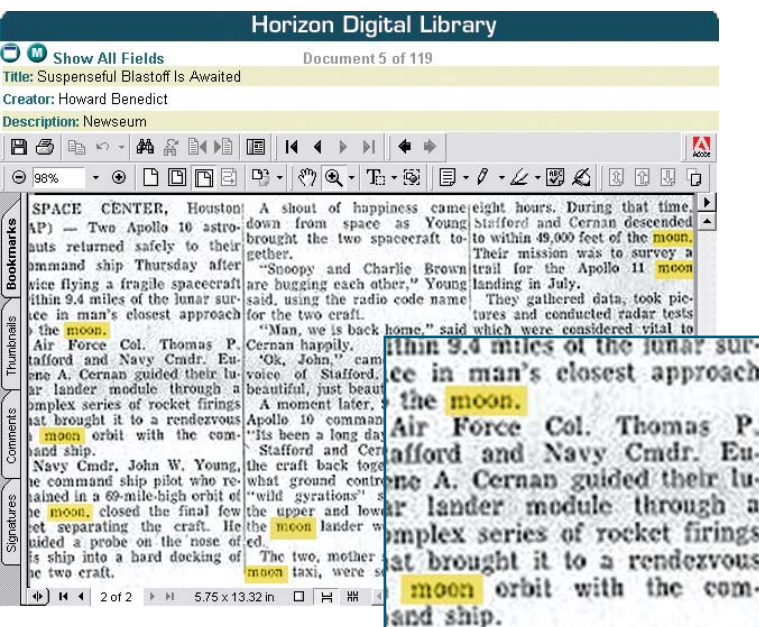 Horizon Digital Library
Show All Fields Document 5 of 119
Title: Suspenseful Blastoff Is Awaited
Creator: Howard Benedict
Description: Newseum
Adobe
98%
Bookmarks
Thumbnails
Comments
Signatures
SPACE CENTER, Houston
AP) — Two Apollo 10 astro-
auts returned safely to their
ommand ship Thursday after
wice flying a fragile spacecraft
ithin 9.4 miles of the lunar sur-
ce in man's closest approach
the moon.
Air Force Col. Thomas P.
tafford and Navy Cmdr. Eu-
ene A. Cernan guided their lu-
ar lander module through a
omplex series of rocket firings
at brought it to a rendezvous
moon orbit with the com-
and ship.
Navy Cmdr. John W. Young,
he command ship pilot who re-
ained in a 69-mile-high orbit of
he moon, closed the final few
et separating the craft. He
uided a probe on the nose of
is ship into a hard docking of
he two craft.
A shout of happiness came
down from space as Young
brought the two spacecraft to-
gether.
"Snoopy and Charlie Brown
are bugging each other," Young
said, using the radio code name
for the two craft.
"Man, we is back home," said
Cernan happily.
"Ok, John," cam
voice of Stafford,
beautiful, just beaut
A moment later,
Apollo 10 comman
"Its been a long da
Stafford and Cer
the craft back toge
what ground contr
"wild gyrations" s
the upper and low
the moon lander w
ed.
The two, mother
moon taxi, were s
eight hours. During that time,
Stafford and Cernan descended
to within 49,000 feet of the moon.
Their mission was to survey a
trail for the Apollo 11 moon
landing in July.
They gathered data, took pic-
tures and conducted radar tests
which were considered vital to
ithin 9.4 miles of the lunar sur-
ce in man's closest approach
the moon.
Air Force Col. Thomas P.
afford and Navy Cmdr. Eu-
ne A. Cernan guided their lu-
ar lander module through a
mplex series of rocket firings
at brought it to a rendezvous
moon orbit with the com-
and ship.
2 of 2 5.75 x 13.32 in